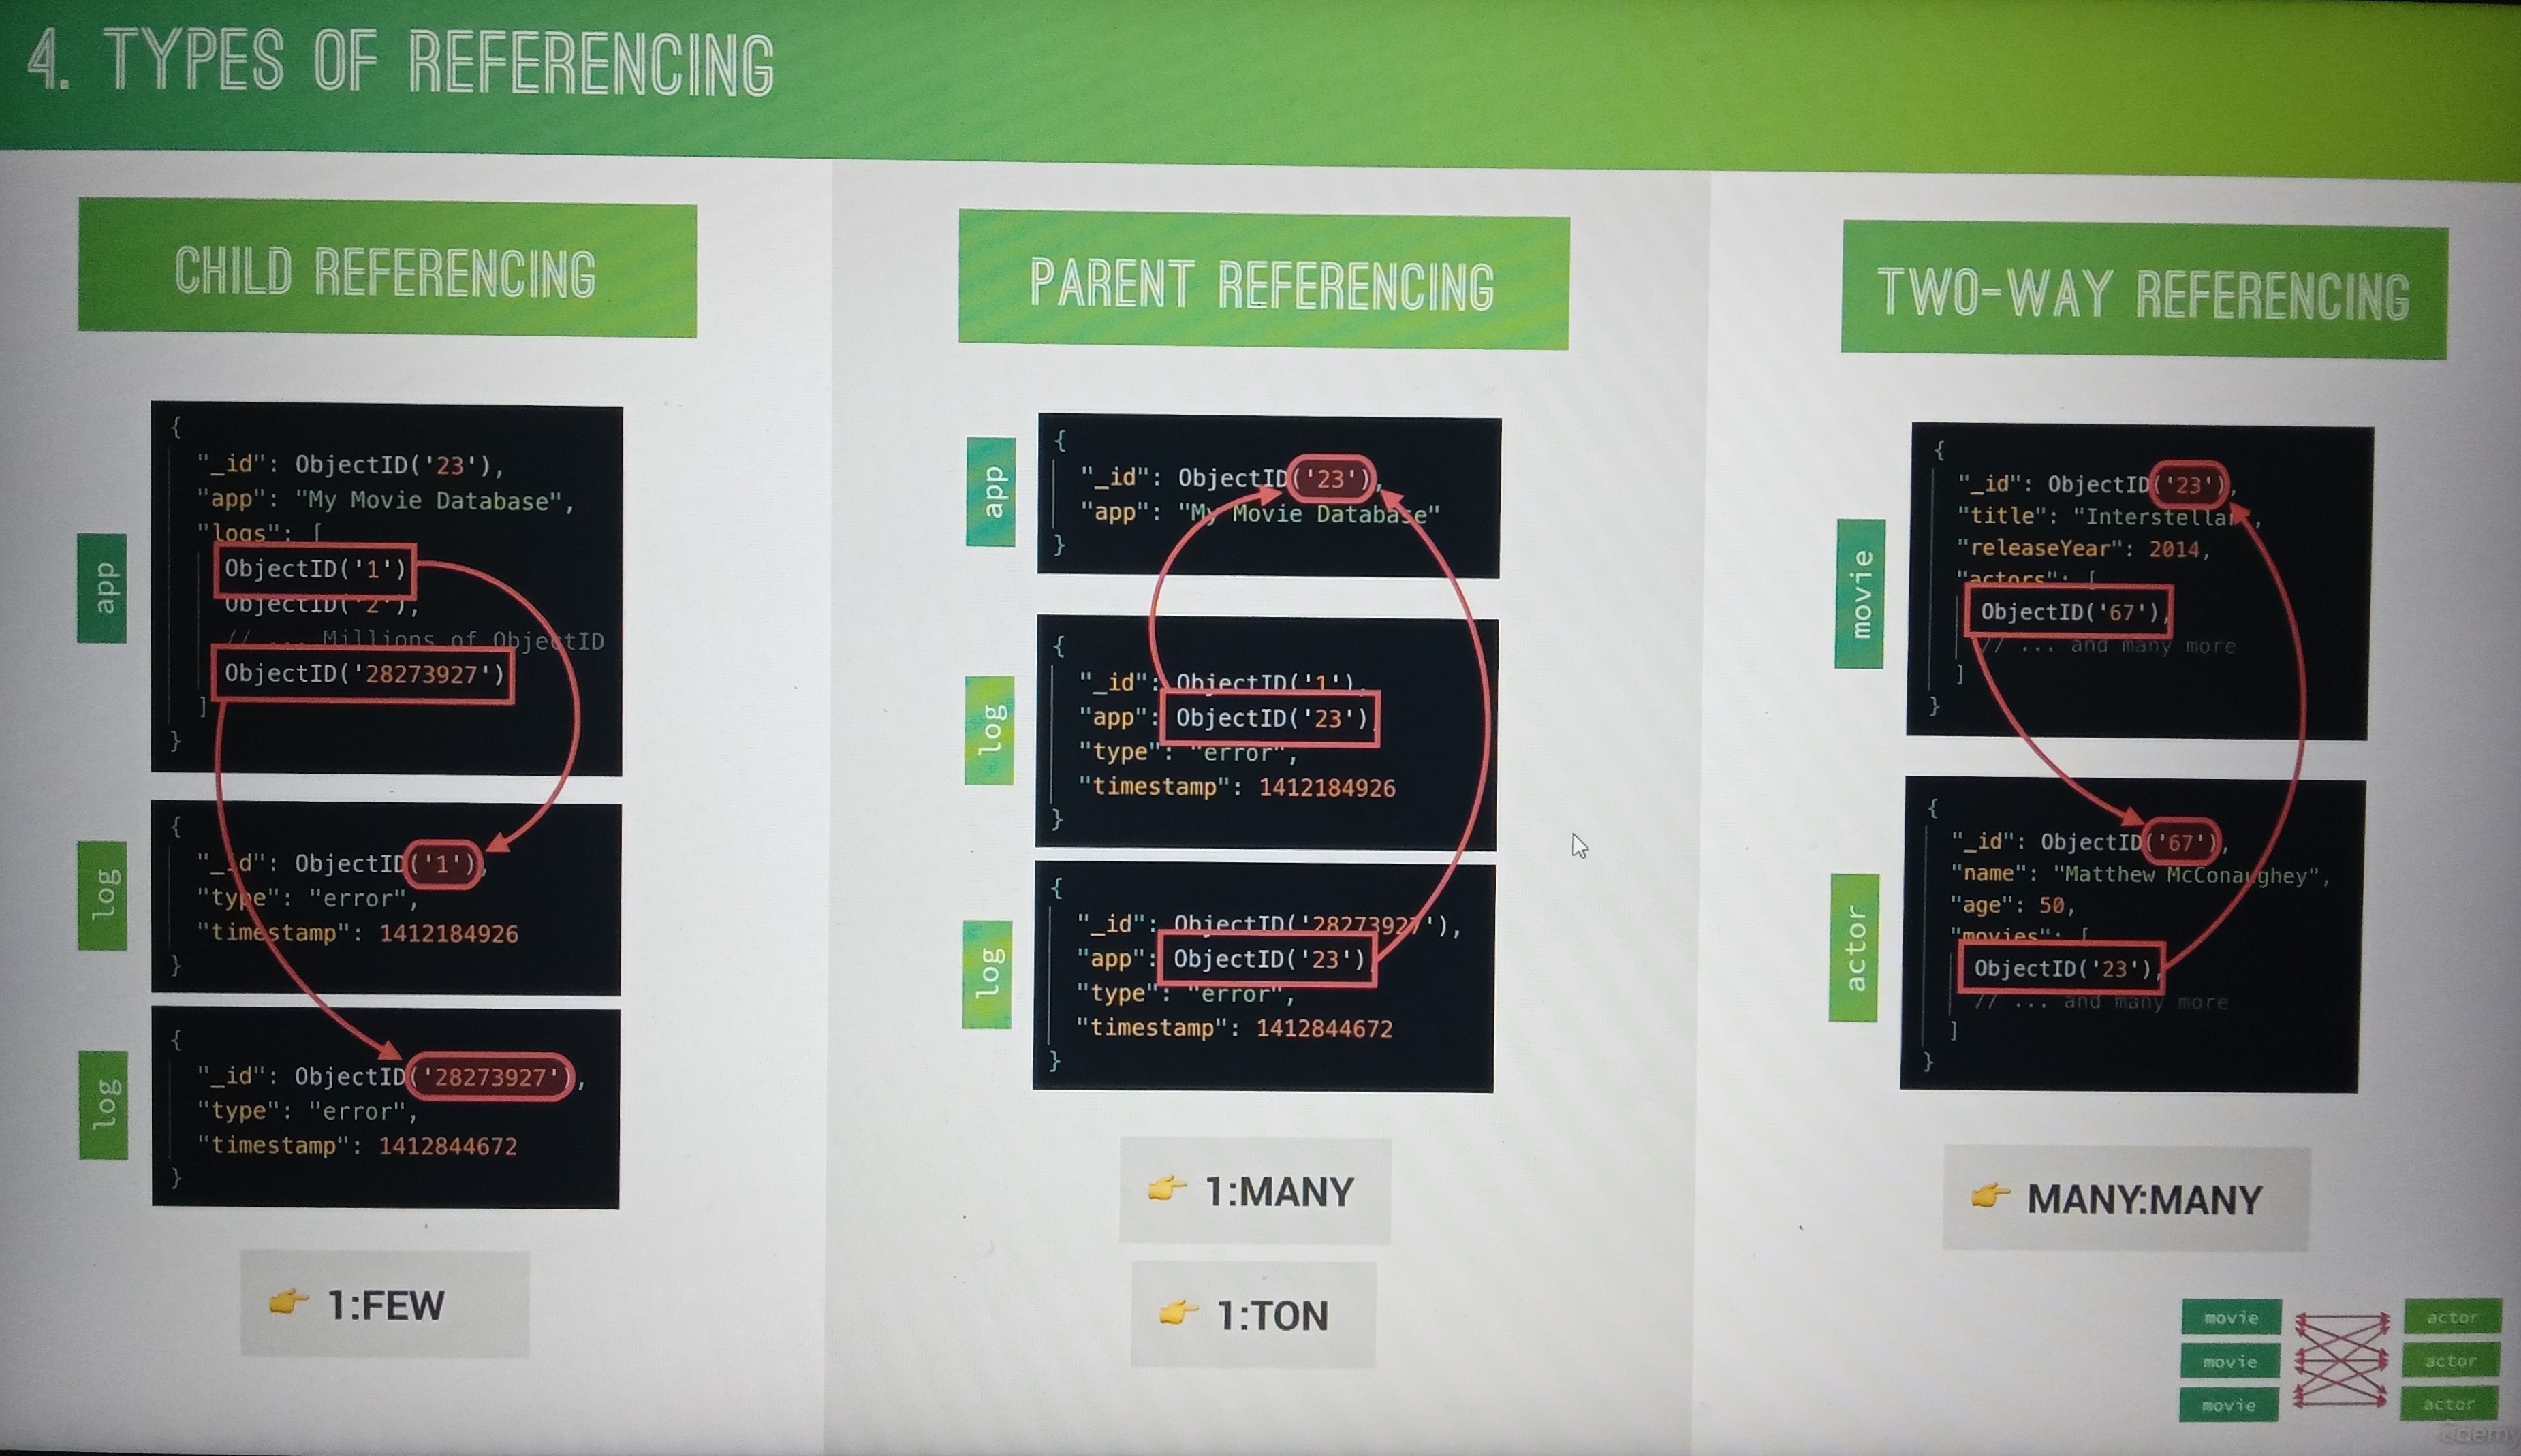 4. TYPES OF REFERENCING
CHILD REFERENCING
app
{
"_id": ObjectID('23'),
"app": "My Movie Database",
"logs": [
ObjectID('1')
ObjectID('2'),
// ... Millions of ObjectID
ObjectID('28273927')
]
}
log
{
"_id": ObjectID('1'),
"type": "error",
"timestamp": 1412184926
}
log
{
"_id": ObjectID('28273927'),
"type": "error",
"timestamp": 1412844672
}
👉 1:FEW
PARENT REFERENCING
app
{
"_id": ObjectID('23'),
"app": "My Movie Database"
}
log
{
"_id": ObjectID('1'),
"app": ObjectID('23')
"type": "error",
"timestamp": 1412184926
}
log
{
"_id": ObjectID('28273927'),
"app": ObjectID('23')
"type": "error",
"timestamp": 1412844672
}
👉 1:MANY
👉 1:TON
TWO-WAY REFERENCING
movie
{
"_id": ObjectID('23'),
"title": "Interstellar",
"releaseYear": 2014,
"actors": [
ObjectID('67'),
// ... and many more
]
}
actor
{
"_id": ObjectID('67'),
"name": "Matthew McConaughey",
"age": 50,
"movies": [
ObjectID('23'),
// ... and many more
]
}
👉 MANY:MANY
movie actor
movie actor
movie actor
ûdemy